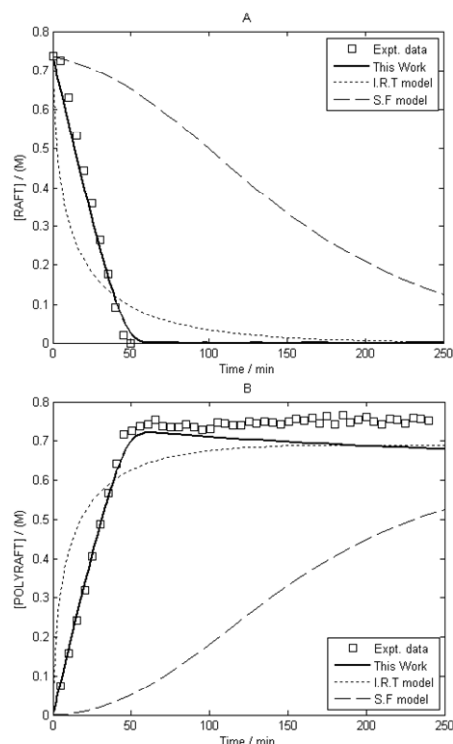 A
0.8
0.7
0.6
0.5
0.4
0.3
0.2
0.1
0
[RAFT] / (M)
Expt. data
This Work
I.R.T model
S.F model
0 50 100 150 200 250
Time / min
B
0.8
0.7
0.6
0.5
0.4
0.3
0.2
0.1
0
[POLYRAFT] / (M)
Expt. data
This Work
I.R.T model
S.F model
0 50 100 150 200 250
Time / min